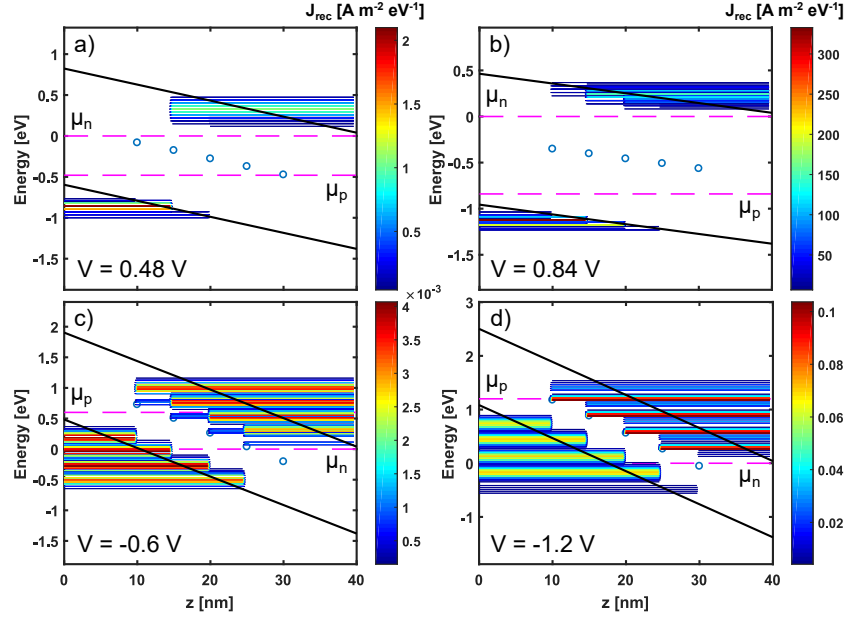 J_rec [A m⁻² eV⁻¹] J_rec [A m⁻² eV⁻¹]
a) b)
1
0.5
0
-0.5
-1
-1.5
Energy [eV]
μ_n
μ_p
V = 0.48 V
2
1.5
1
0.5
0.5
0
-0.5
-1
-1.5
Energy [eV]
μ_n
μ_p
V = 0.84 V
300
250
200
150
100
50
c) d)
2
1.5
1
0.5
0
-0.5
-1
-1.5
Energy [eV]
μ_p
μ_n
V = -0.6 V
0 10 20 30 40
z [nm]
× 10⁻³
4
3.5
3
2.5
2
1.5
1
0.5
3
2
1
0
-1
Energy [eV]
μ_p
μ_n
V = -1.2 V
0 10 20 30 40
z [nm]
0.1
0.08
0.06
0.04
0.02